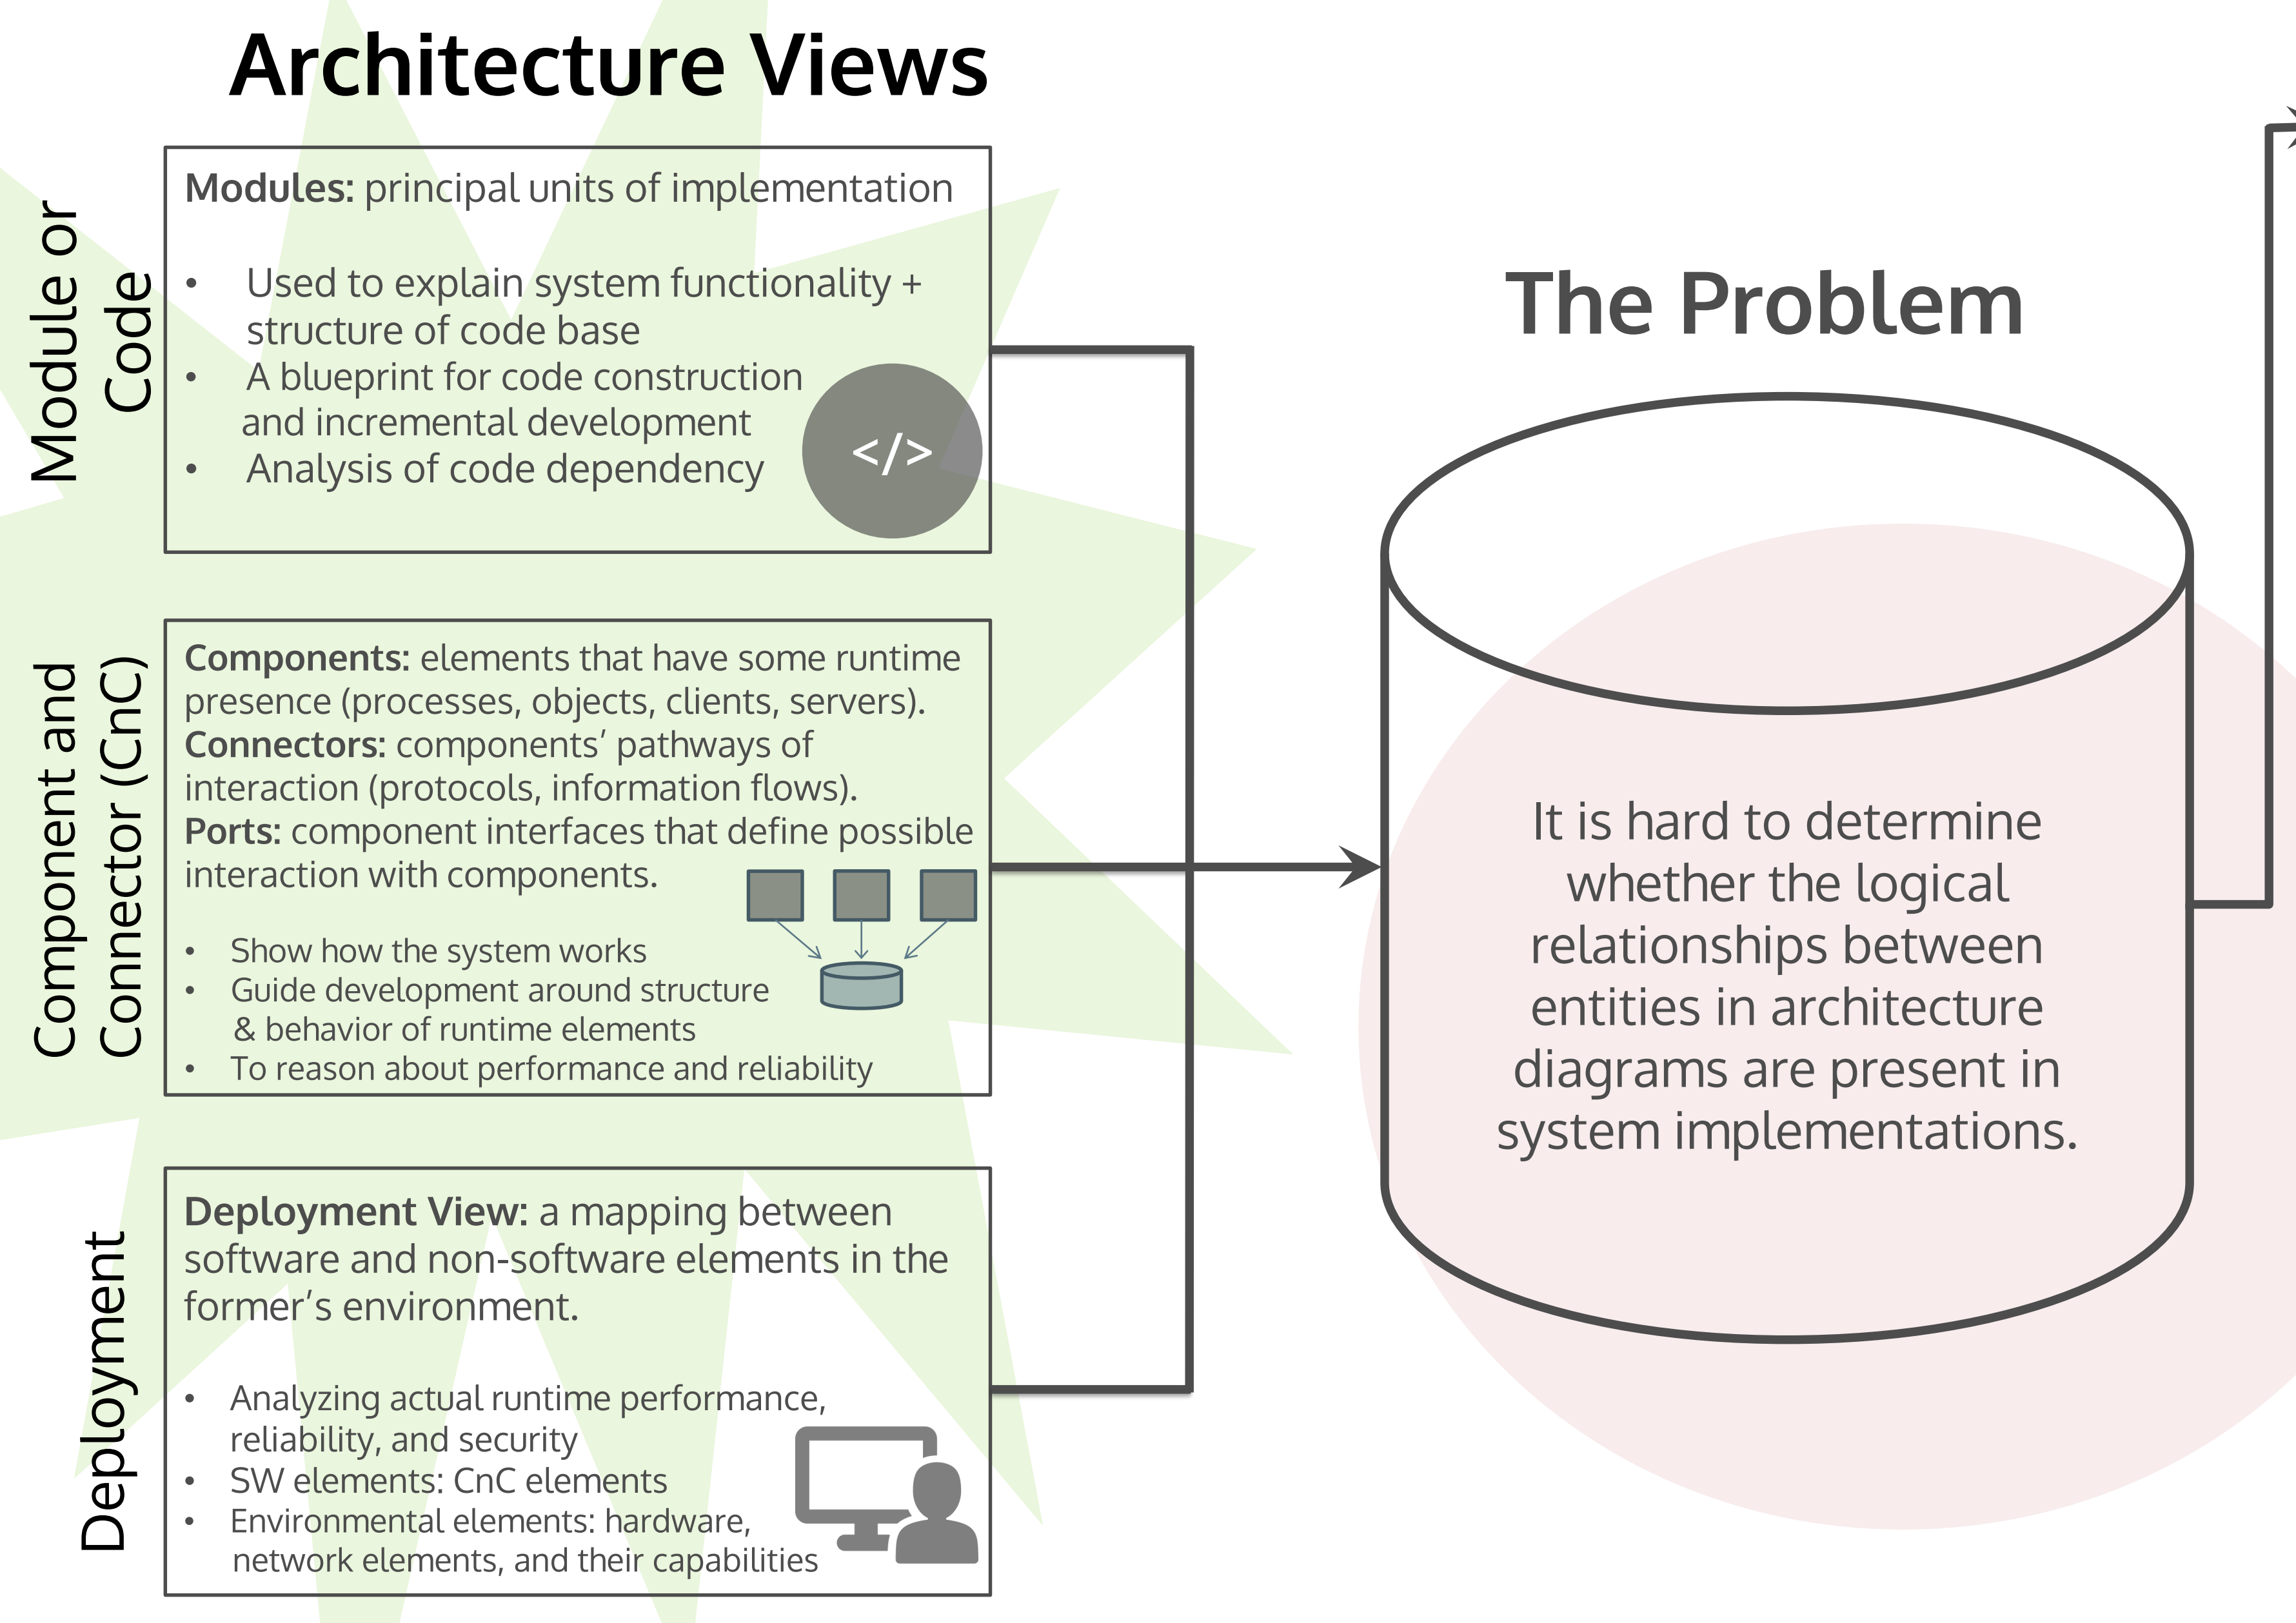 Architecture Views
Module or
Code
Modules: principal units of implementation
• Used to explain system functionality +
structure of code base
• A blueprint for code construction
and incremental development
• Analysis of code dependency
</>
Component and
Connector (CnC)
Components: elements that have some runtime
presence (processes, objects, clients, servers).
Connectors: components’ pathways of
interaction (protocols, information flows).
Ports: component interfaces that define possible
interaction with components.
• Show how the system works
• Guide development around structure
& behavior of runtime elements
• To reason about performance and reliability
Deployment
Deployment View: a mapping between
software and non-software elements in the
former’s environment.
• Analyzing actual runtime performance,
reliability, and security
• SW elements: CnC elements
• Environmental elements: hardware,
network elements, and their capabilities
The Problem
It is hard to determine
whether the logical
relationships between
entities in architecture
diagrams are present in
system implementations.